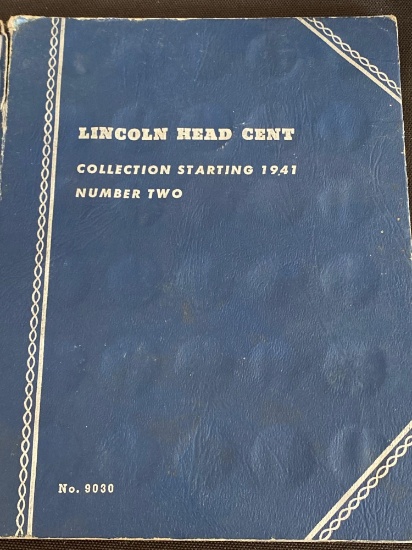 LINCOLN HEAD CENT
COLLECTION STARTING 1941
NUMBER TWO
No. 9030